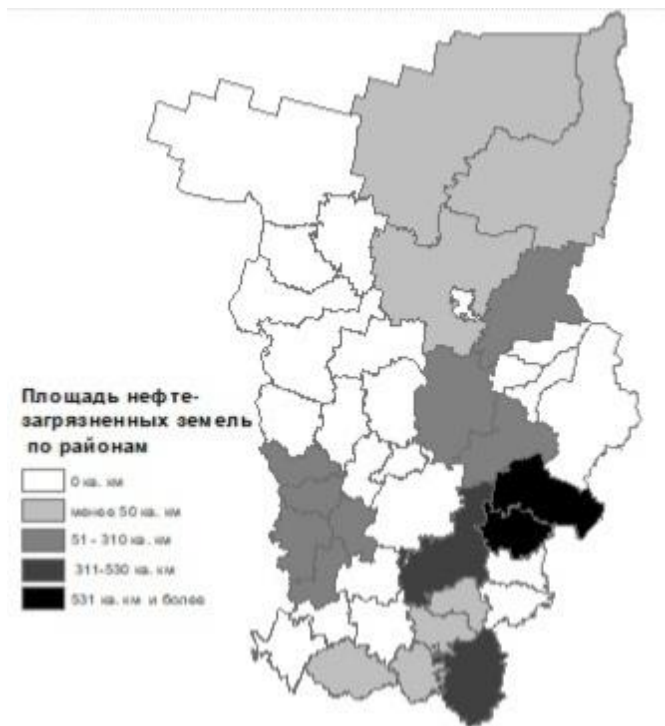 Площадь нефте-
загрязненных земель
по районам
0 кв. км
менее 50 кв. км
51 - 310 кв. км
311-530 кв. км
531 кв. км и более